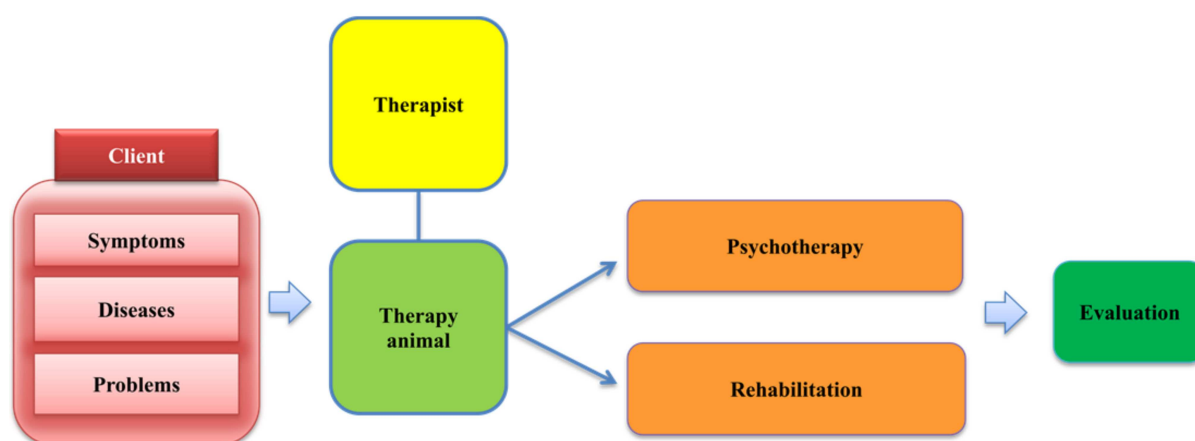 Therapist
Client
Symptoms
Diseases
Problems
Therapy
animal
Psychotherapy
Rehabilitation
Evaluation